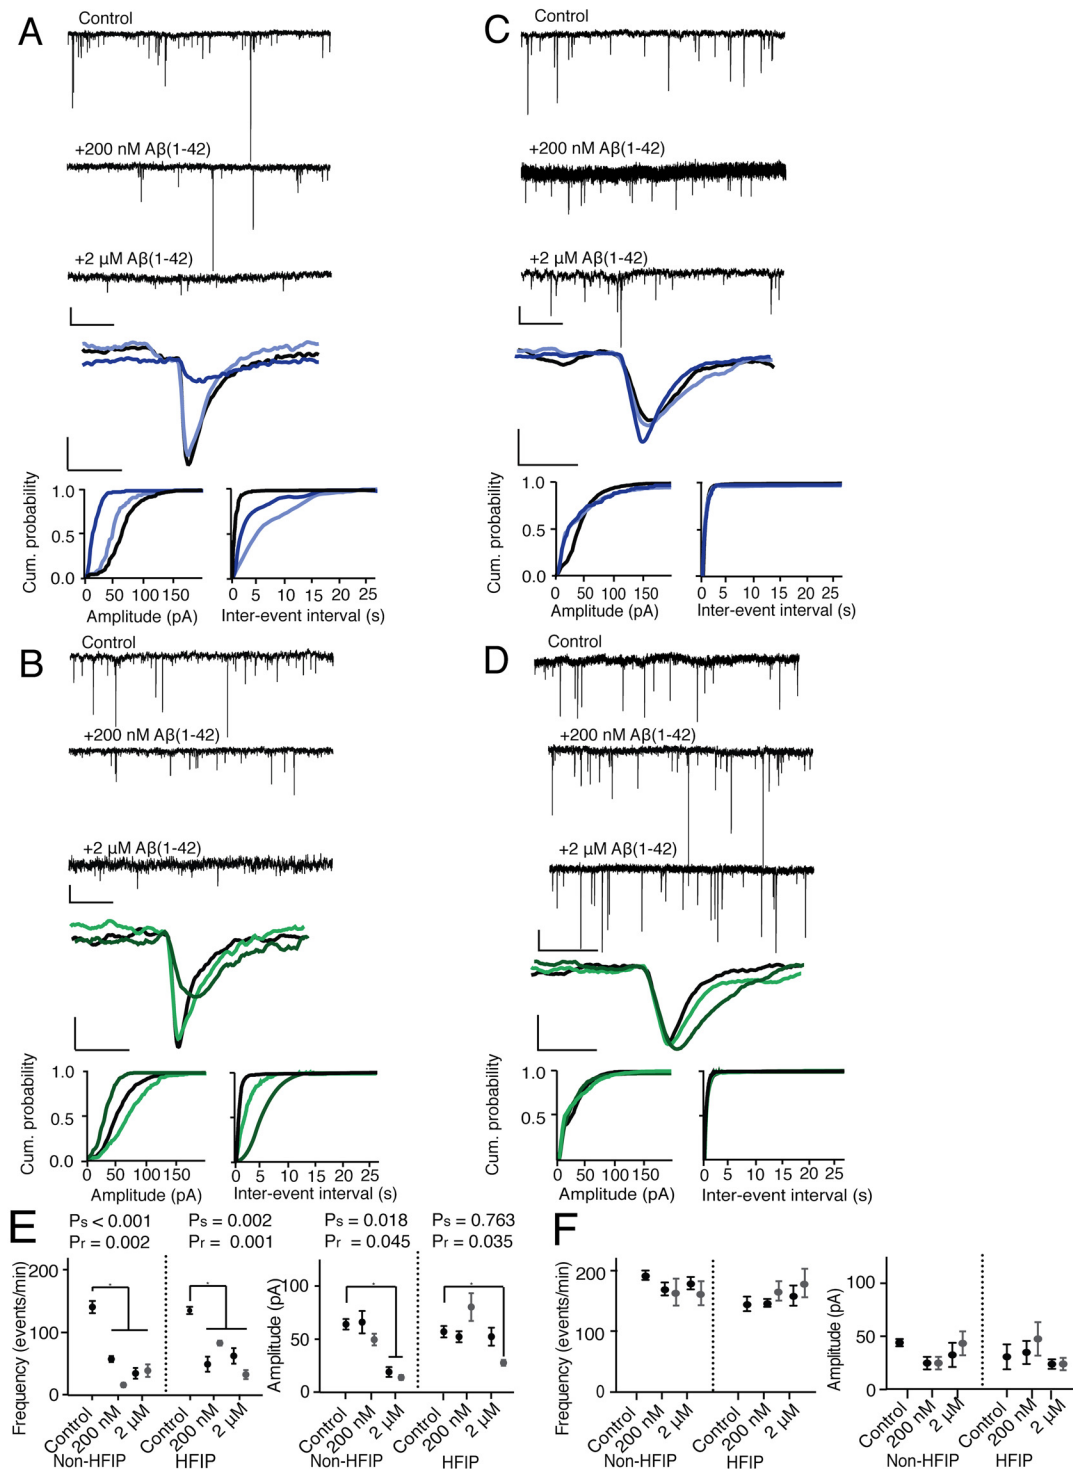 A
Control
+200 nM Aβ(1-42)
+2 µM Aβ(1-42)
Cum. probability
1.0
0.5
0.0
0 50 100 150
Amplitude (pA)
0 5 10 15 20 25
Inter-event interval (s)
C
Control
+200 nM Aβ(1-42)
+2 µM Aβ(1-42)
Cum. probability
1.0
0.5
0
0 50 100 150
Amplitude (pA)
0 5 10 15 20 25
Inter-event interval (s)
B
Control
+200 nM Aβ(1-42)
+2 µM Aβ(1-42)
Cum. probability
1.0
0.5
0.0
0 50 100 150
Amplitude (pA)
0 5 10 15 20 25
Inter-event interval (s)
D
Control
+200 nM Aβ(1-42)
+2 µM Aβ(1-42)
Cum. probability
1.0
0.5
0 50 100 150
Amplitude (pA)
0 5 10 15 20 25
Inter-event interval (s)
E
Ps < 0.001
Pr = 0.002
Ps = 0.002
Pr = 0.001
Frequency (events/min)
200
100
0
Control
200 nM
2 µM
Control
200 nM
2 µM
Non-HFIP
HFIP
Ps = 0.018
Pr = 0.045
Ps = 0.763
Pr = 0.035
Amplitude (pA)
100
50
0
Control
200 nM
2 µM
Control
200 nM
2 µM
Non-HFIP
HFIP
F
Frequency (events/min)
200
100
0
Control
200 nM
2 µM
Control
200 nM
2 µM
Non-HFIP
HFIP
Amplitude (pA)
100
50
0
Control
200 nM
2 µM
Control
200 nM
2 µM
Non-HFIP
HFIP